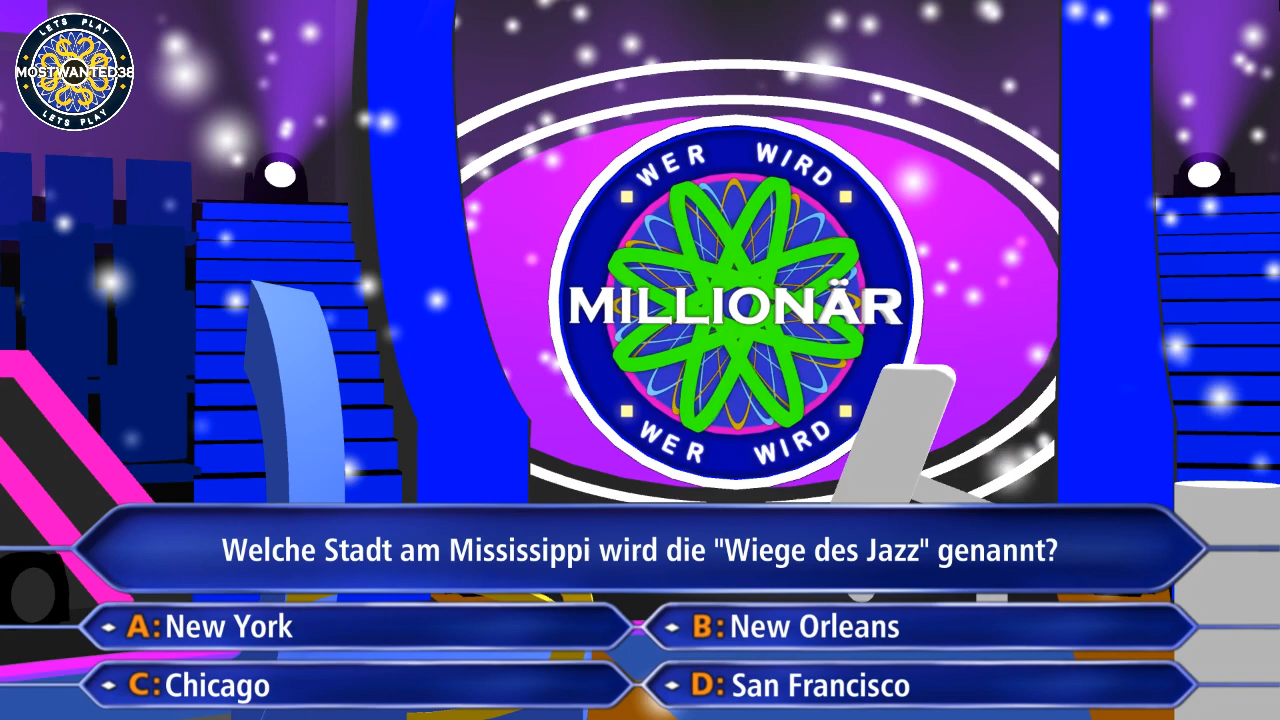 LETS PLAY
MOSTWANTED38
LETS PLAY
WER WIRD
MILLIONÄR
WER WIRD
Welche Stadt am Mississippi wird die "Wiege des Jazz" genannt?
A: New York
B: New Orleans
C: Chicago
D: San Francisco